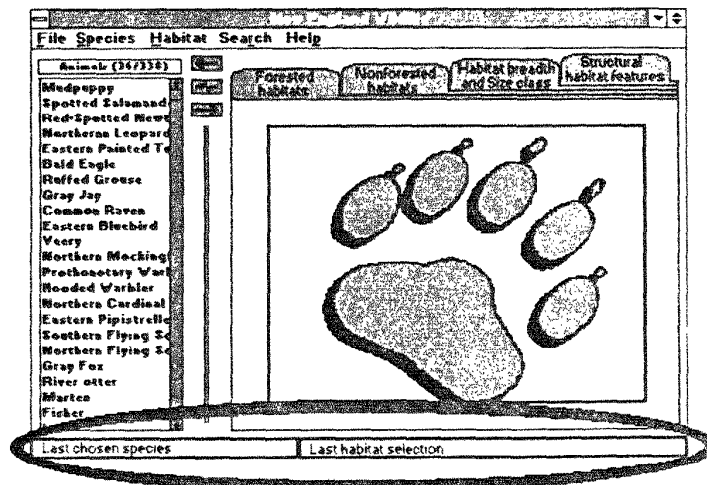 File Species Habitat Search Help
Animals (36/338)
Mudpuppy
Spotted Salamand
Red-Spotted Newt
Northern Leopard
Eastern Painted Tu
Bald Eagle
Ruffed Grouse
Gray Jay
Common Raven
Eastern Bluebird
Veery
Northern Mocking
Prothonotary Warb
Hooded Warbler
Northern Cardinal
Eastern Pipistrelle
Southern Flying Sq
Northern Flying Sq
Gray Fox
River otter
Marten
Fisher
Forested habitats
Nonforested habitats
Habitat breadth and Size class
Structural habitat features
Last chosen species
Last habitat selection